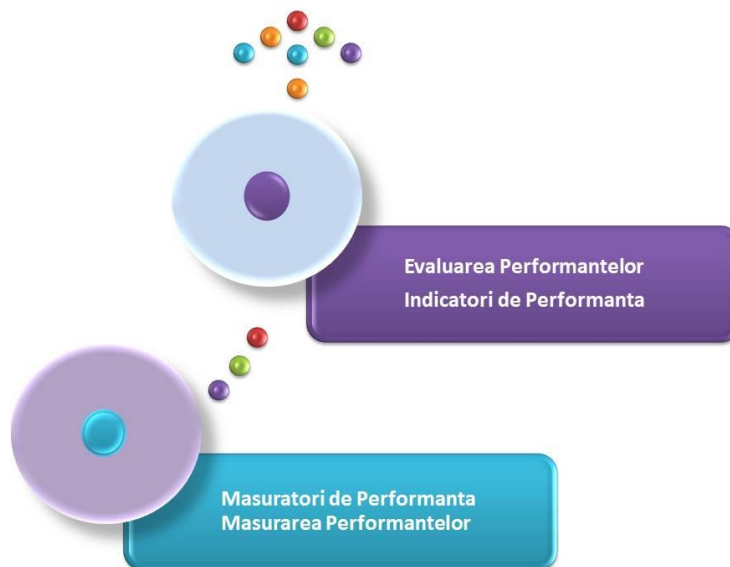 Evaluarea Performantelor
Indicatori de Performanta
Masuratori de Performanta
Masurarea Performantelor